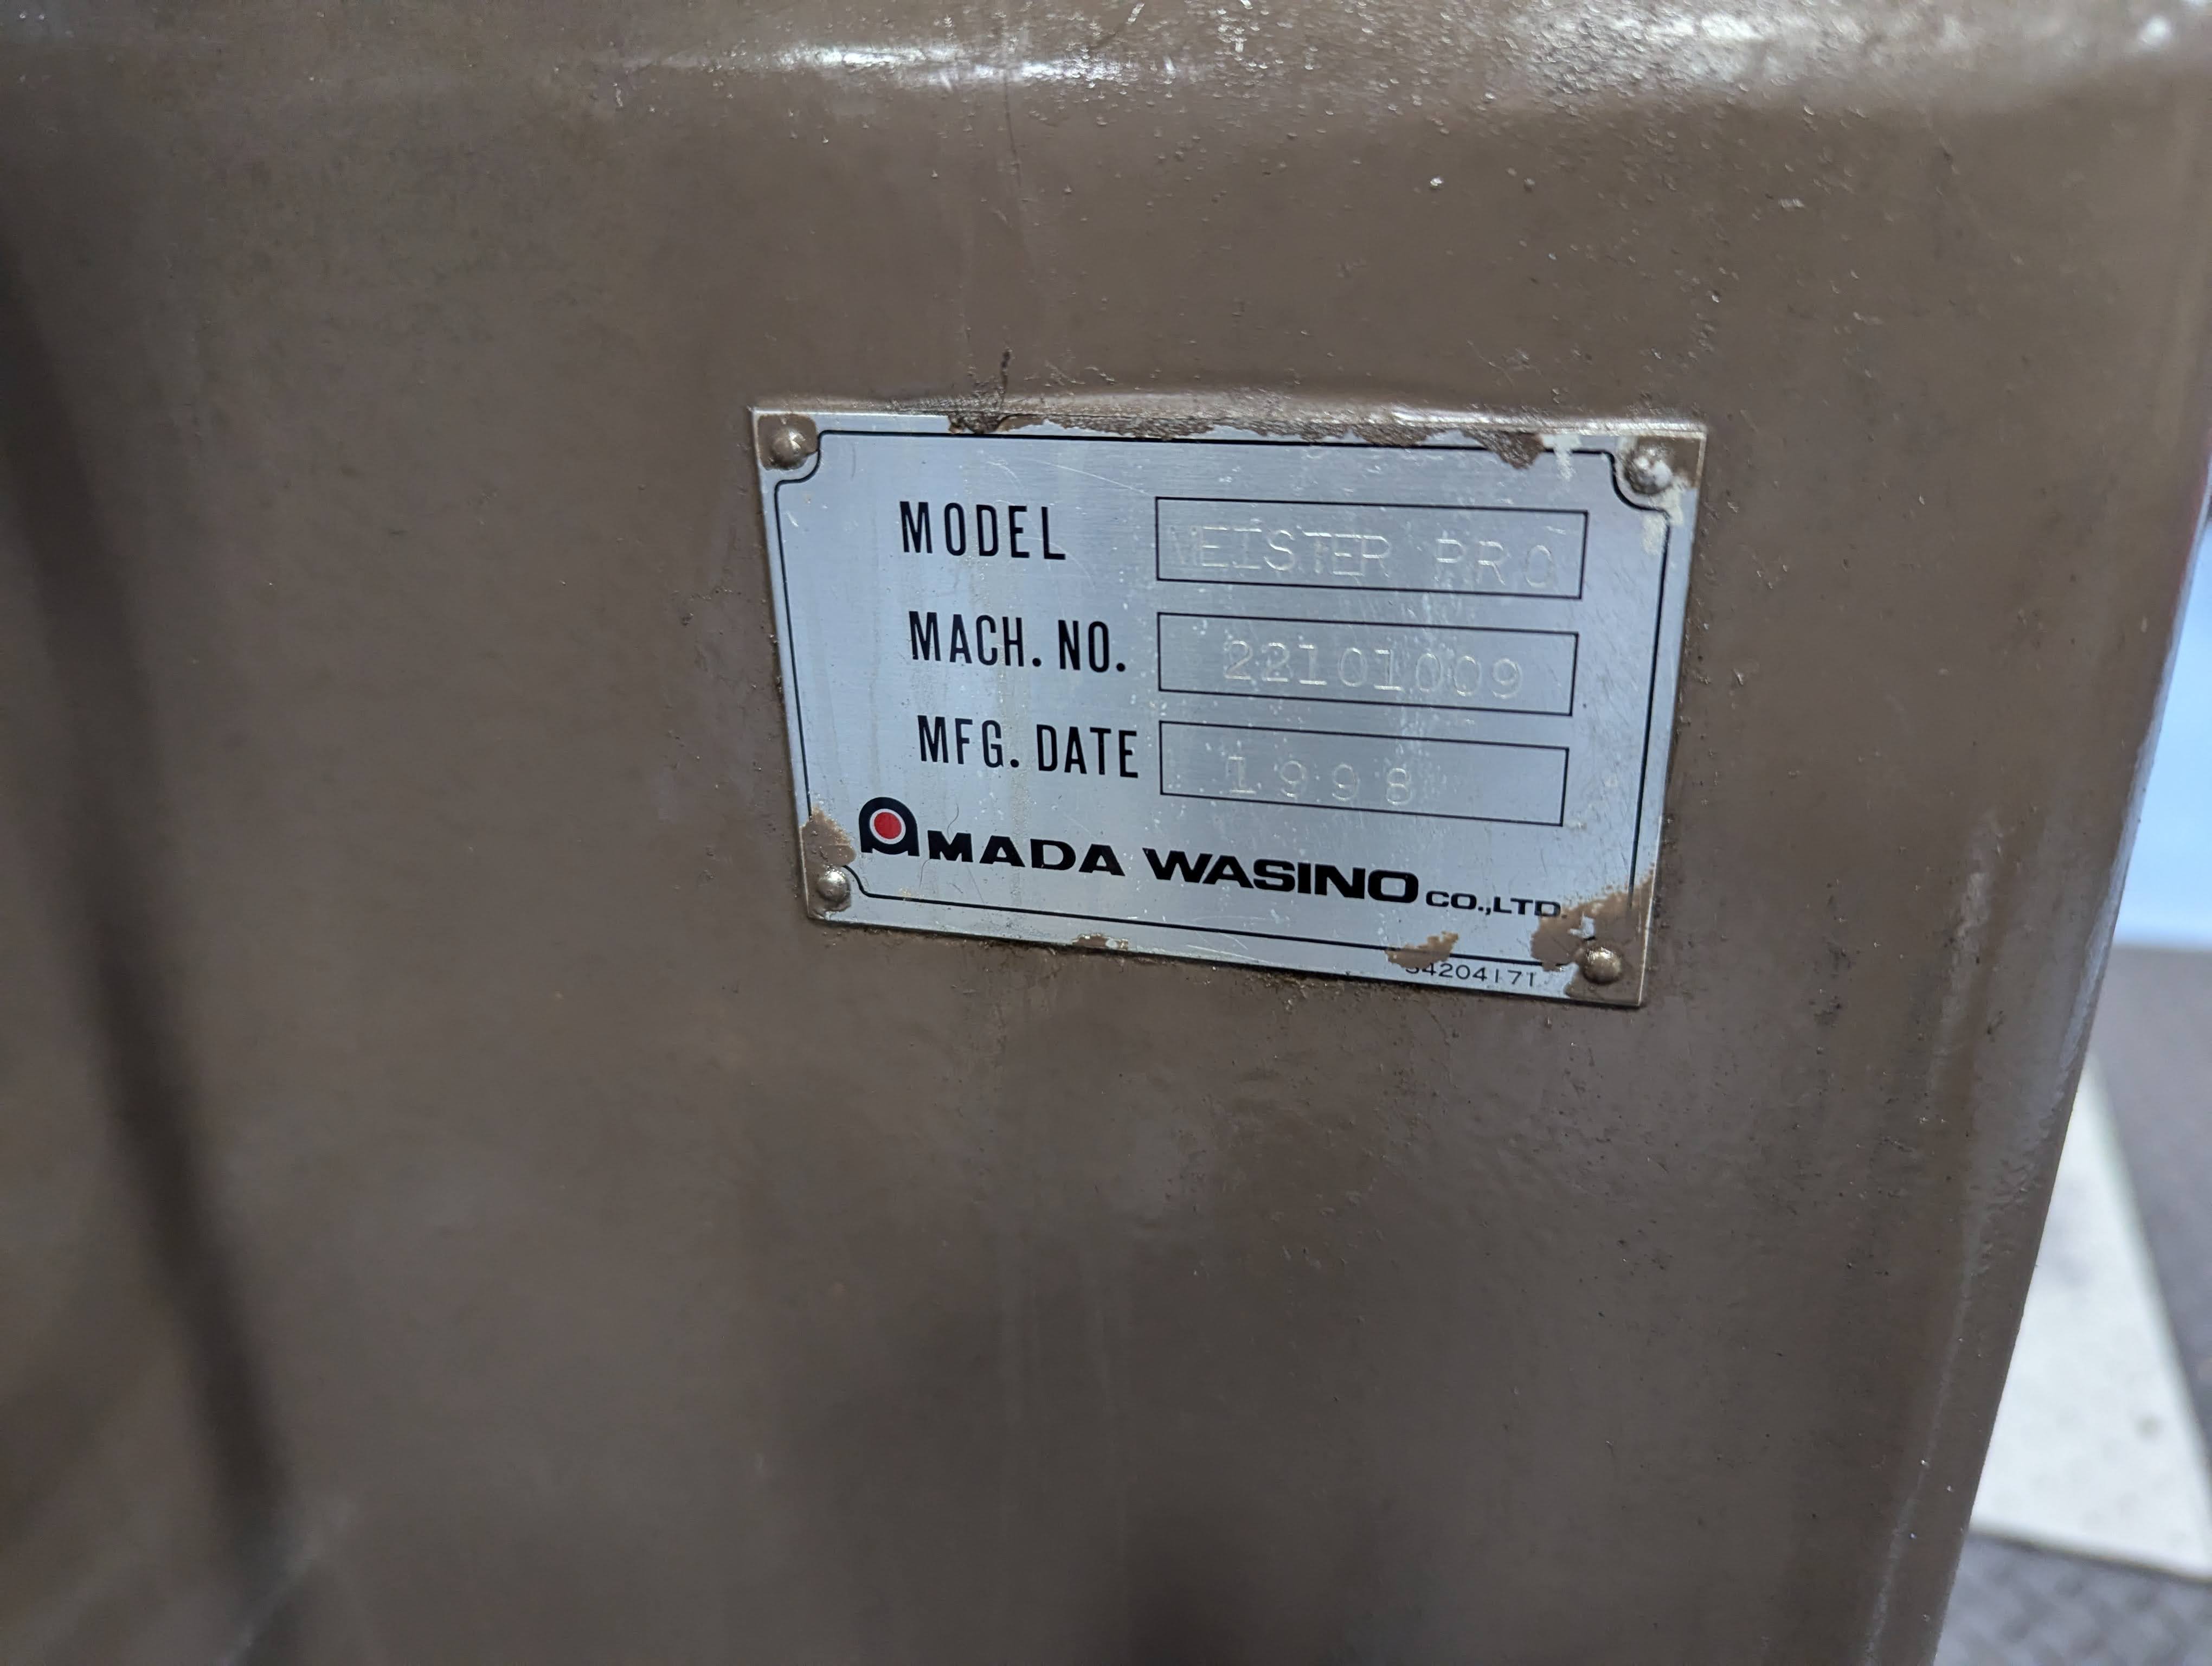 MODEL MEISTER PRO
MACH. NO. 22101009
MFG. DATE 1998
AMADA WASINO CO.,LTD.